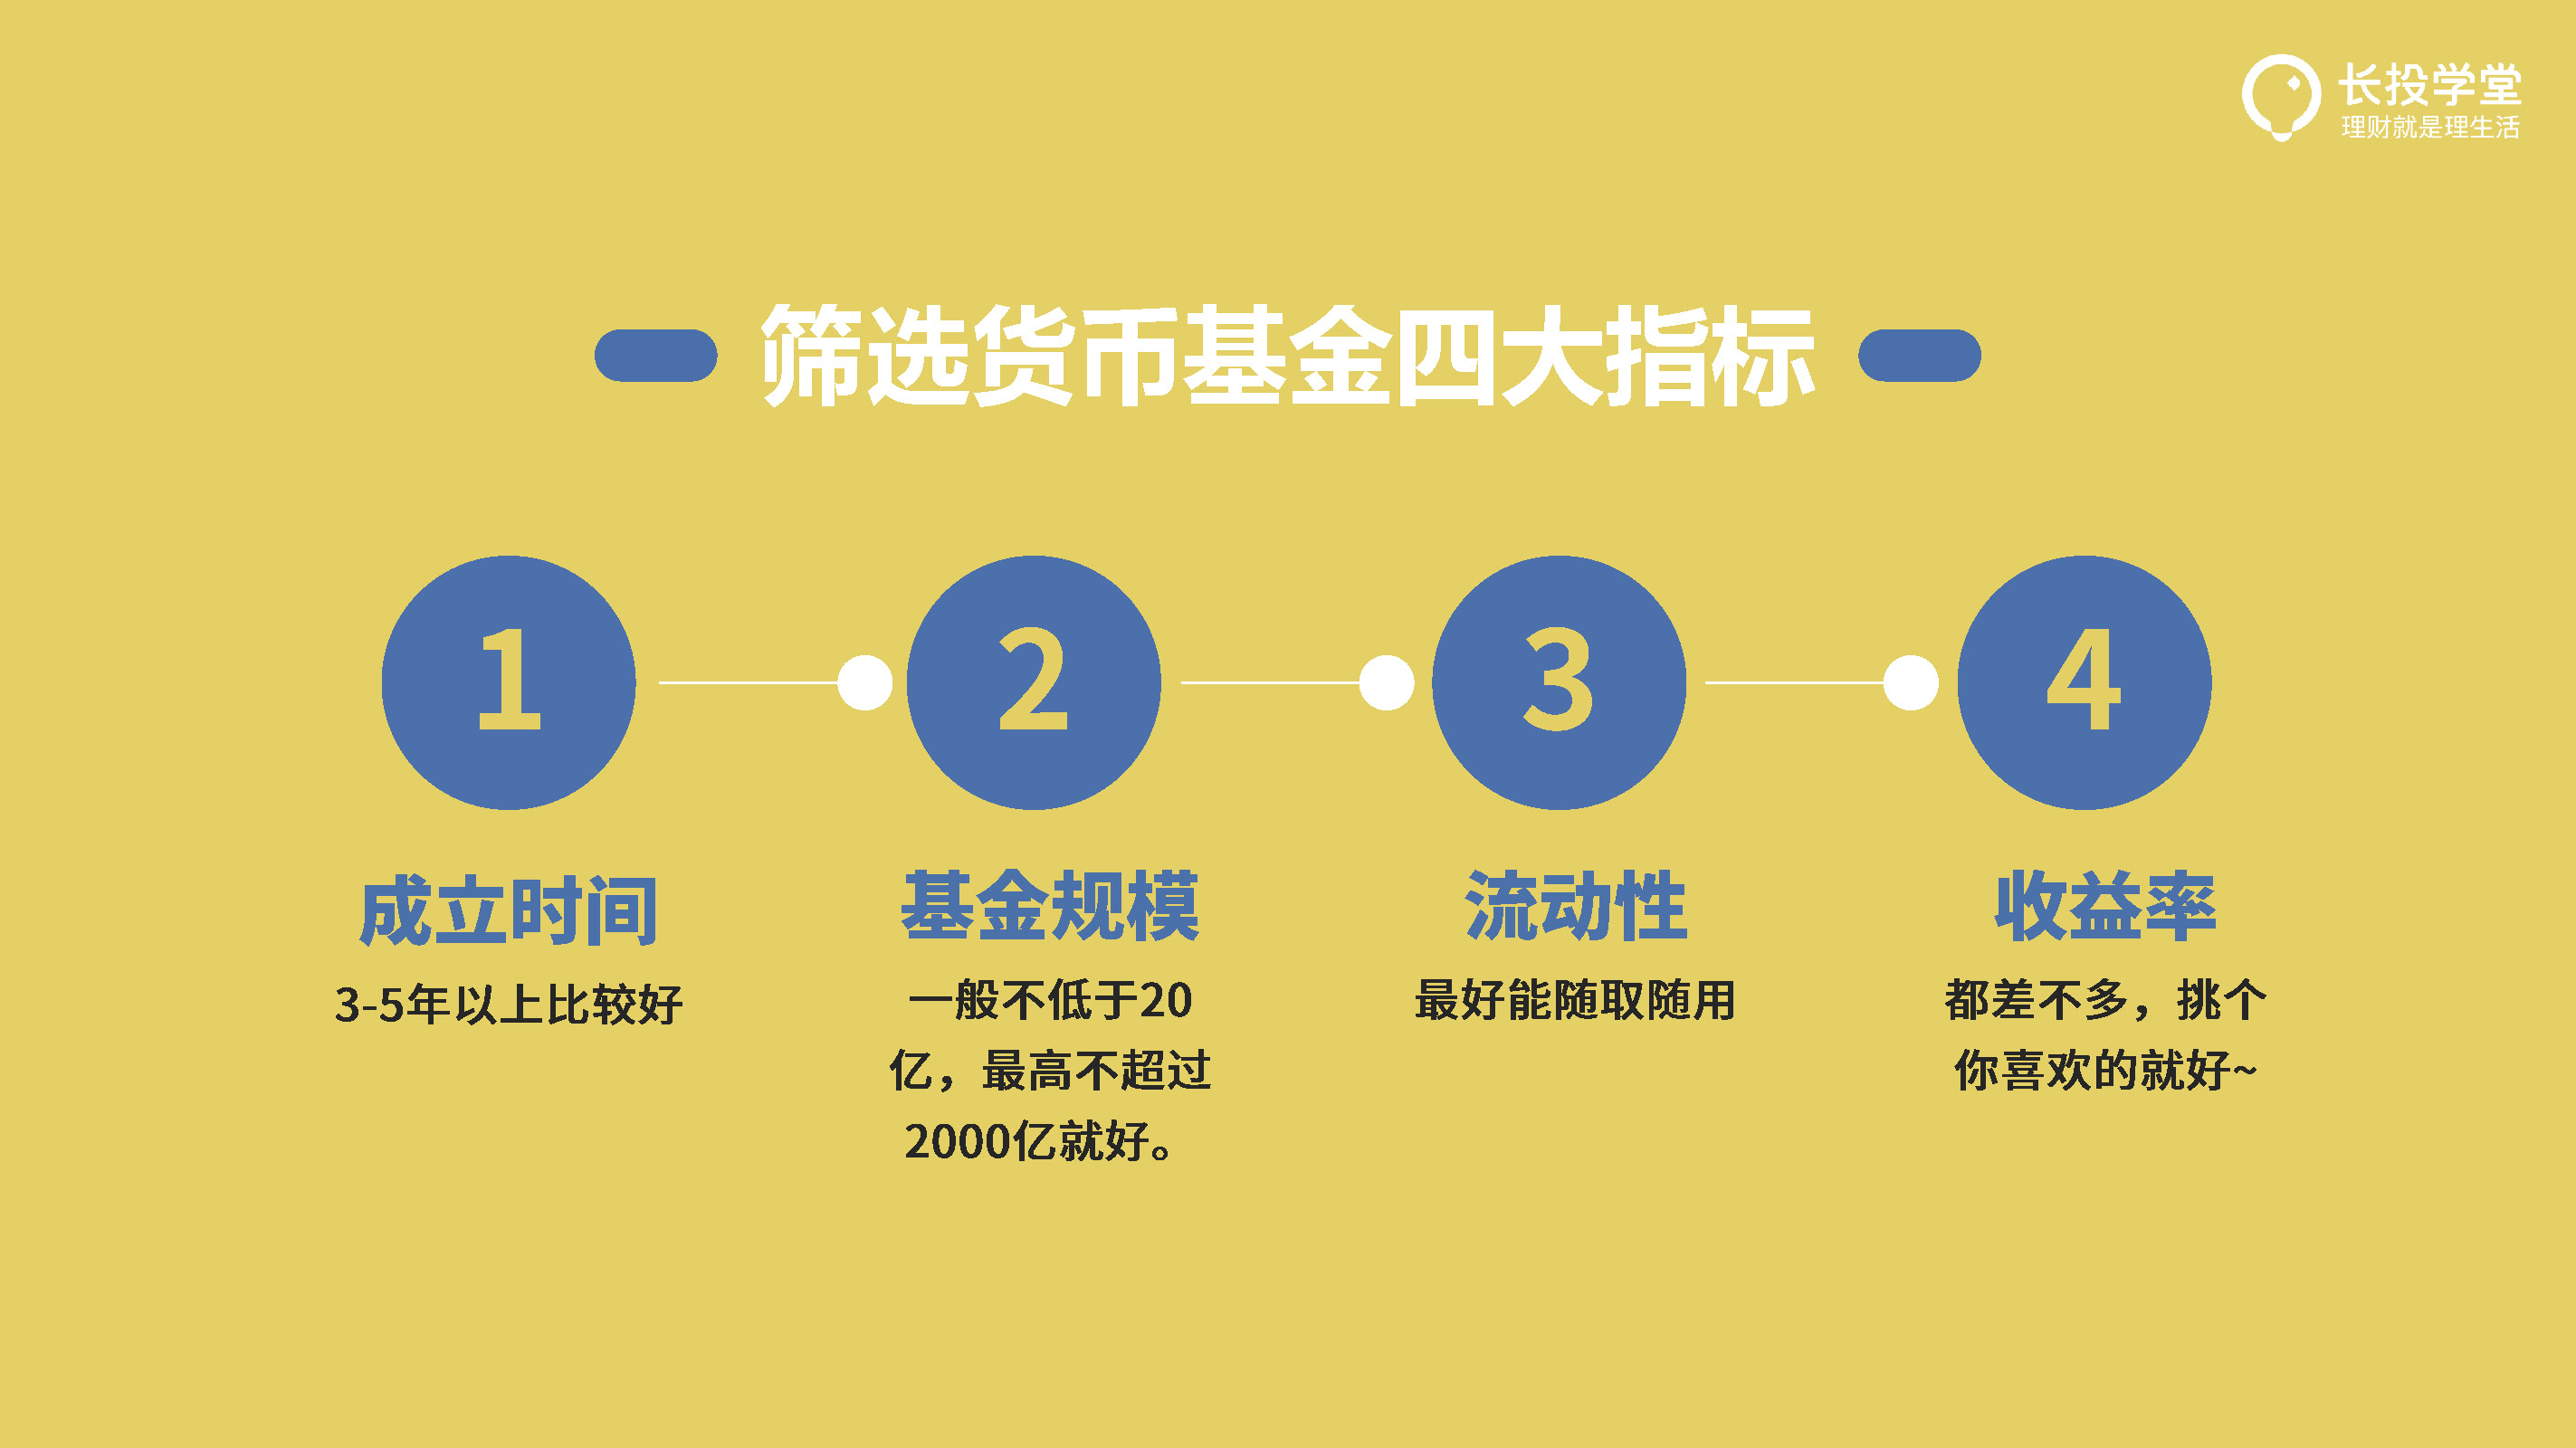 长投学堂
理财就是理生活
筛选货币基金四大指标
1
2
3
4
成立时间
3-5年以上比较好
基金规模
一般不低于20
亿，最高不超过
2000亿就好。
流动性
最好能随取随用
收益率
都差不多，挑个
你喜欢的就好~